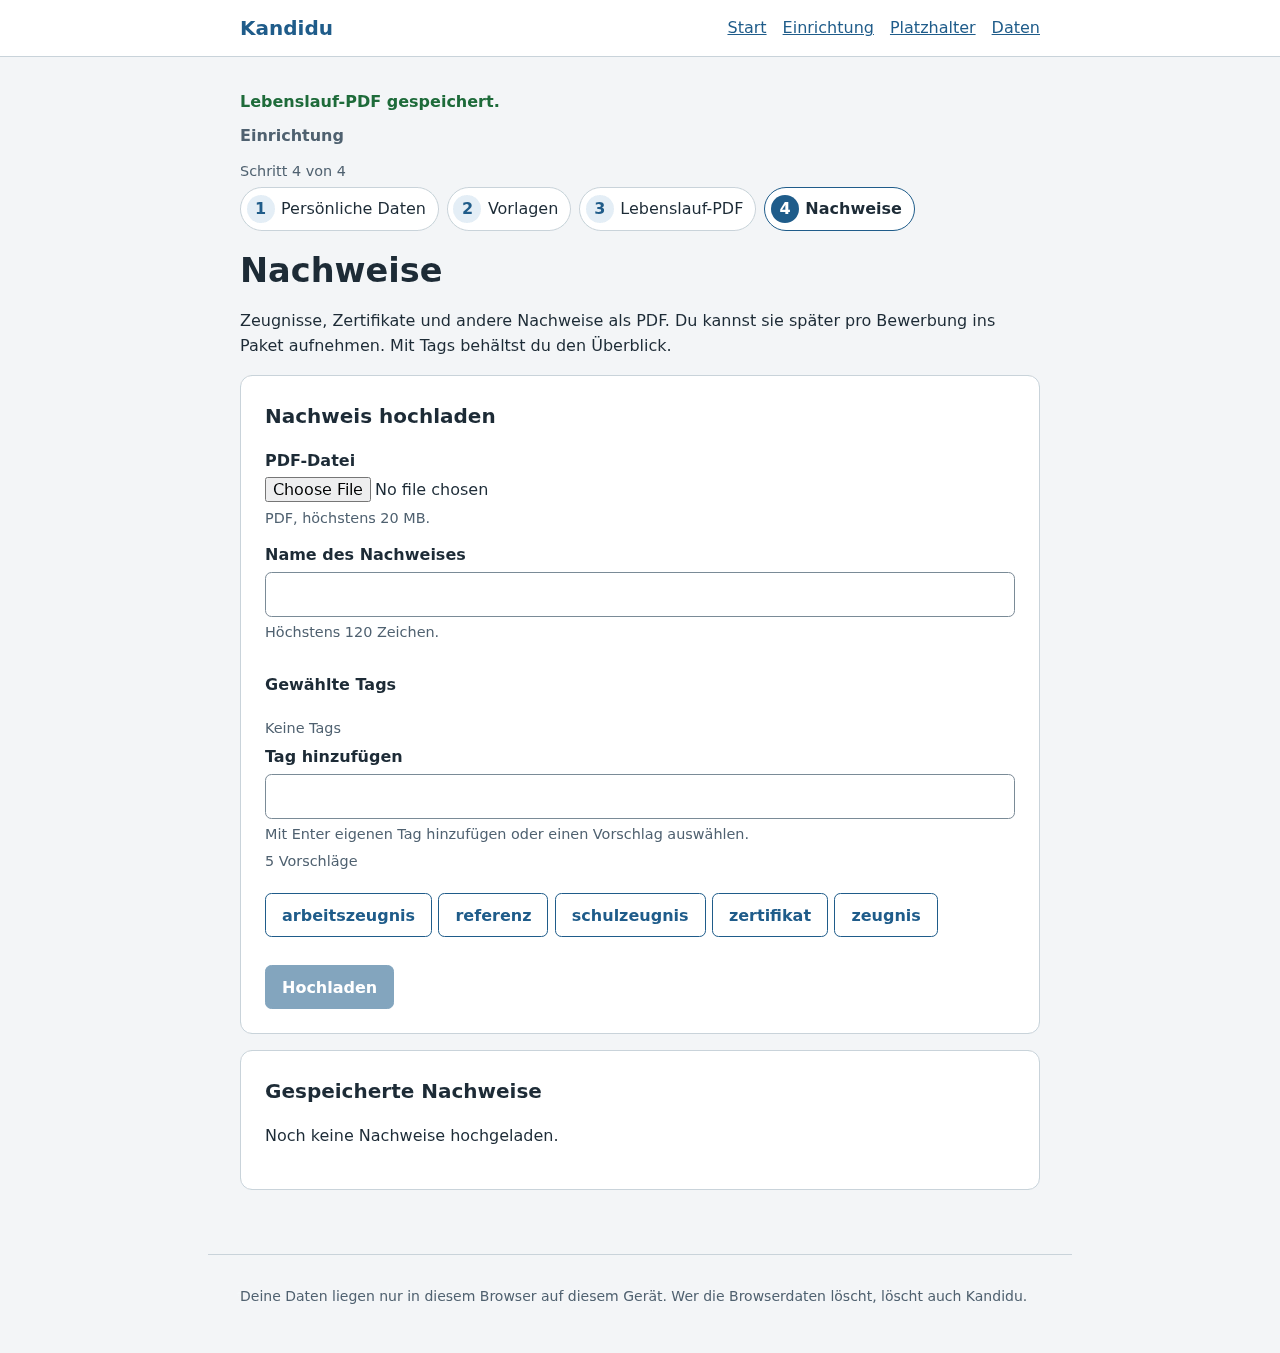 Kandidu
Start Einrichtung Platzhalter Daten
Lebenslauf-PDF gespeichert.
Einrichtung
Schritt 4 von 4
1 Persönliche Daten 2 Vorlagen 3 Lebenslauf-PDF 4 Nachweise
Nachweise
Zeugnisse, Zertifikate und andere Nachweise als PDF. Du kannst sie später pro Bewerbung ins
Paket aufnehmen. Mit Tags behältst du den Überblick.
Nachweis hochladen
PDF-Datei
Choose File No file chosen
PDF, höchstens 20 MB.
Name des Nachweises
Höchstens 120 Zeichen.
Gewählte Tags
Keine Tags
Tag hinzufügen
Mit Enter eigenen Tag hinzufügen oder einen Vorschlag auswählen.
5 Vorschläge
arbeitszeugnis referenz schulzeugnis zertifikat zeugnis
Hochladen
Gespeicherte Nachweise
Noch keine Nachweise hochgeladen.
Deine Daten liegen nur in diesem Browser auf diesem Gerät. Wer die Browserdaten löscht, löscht auch Kandidu.